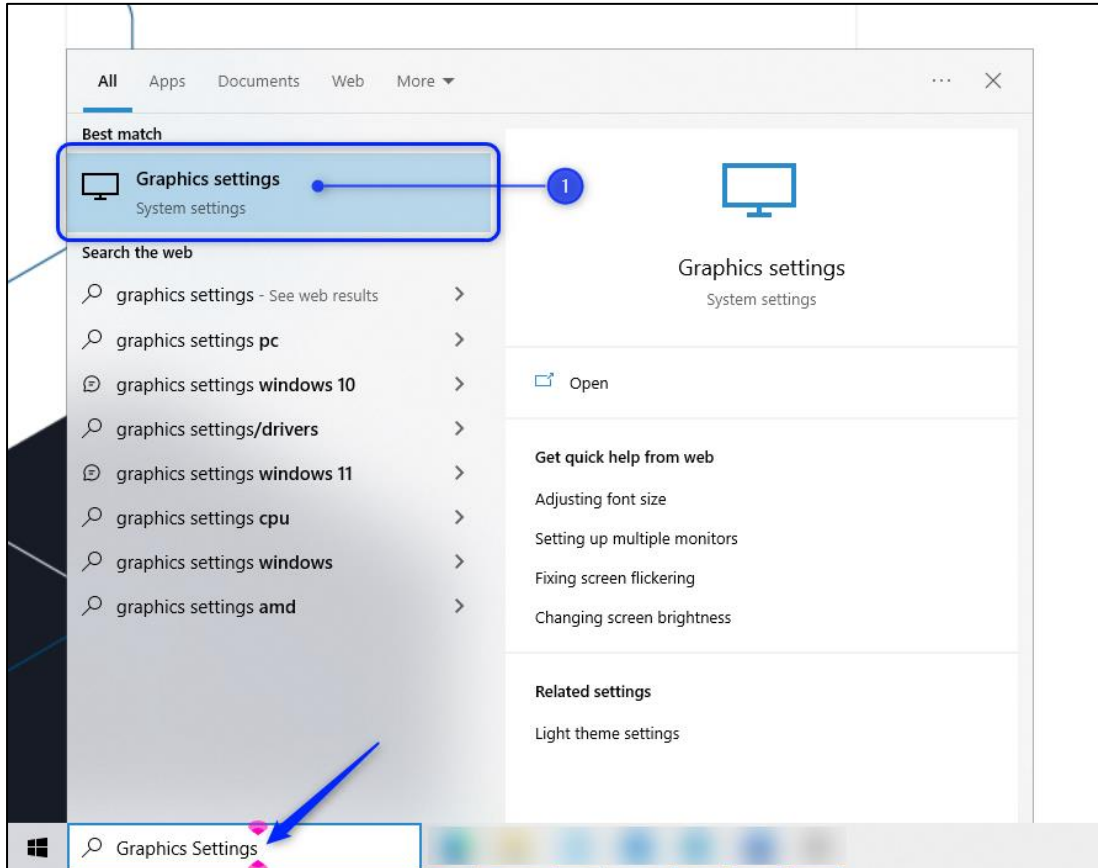 All Apps Documents Web More
Best match
Graphics settings
System settings
1
Search the web
graphics settings - See web results
graphics settings pc
graphics settings windows 10
graphics settings/drivers
graphics settings windows 11
graphics settings cpu
graphics settings windows
graphics settings amd
Graphics settings
System settings
Open
Get quick help from web
Adjusting font size
Setting up multiple monitors
Fixing screen flickering
Changing screen brightness
Related settings
Light theme settings
Graphics Settings